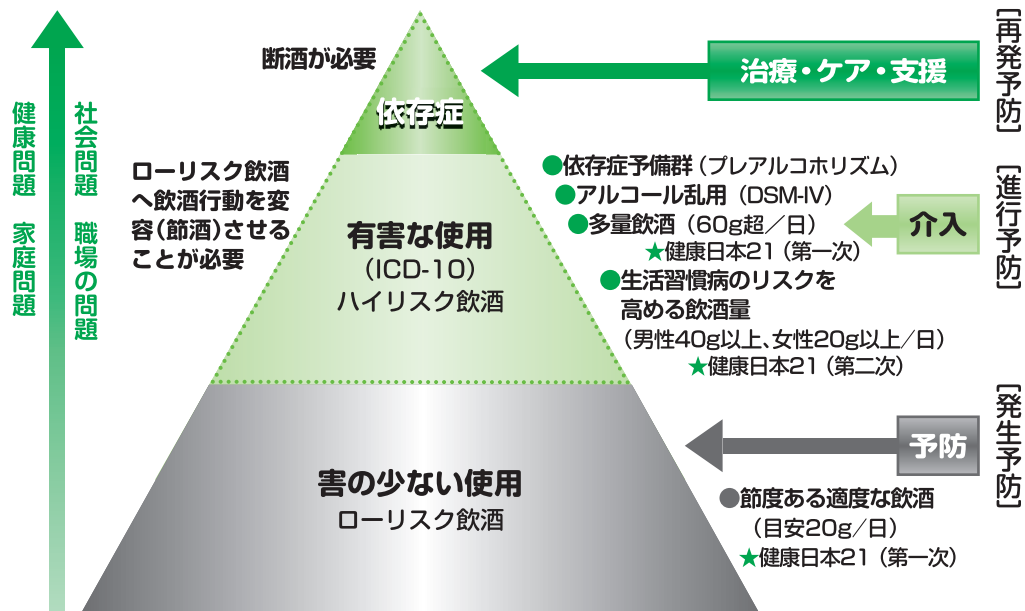 健康問題　家庭問題
社会問題　職場の問題
断酒が必要
依存症
治療・ケア・支援
［再発予防］
ローリスク飲酒
へ飲酒行動を変
容（節酒）させる
ことが必要
有害な使用
（ICD-10）
ハイリスク飲酒
●依存症予備群（プレアルコホリズム）
●アルコール乱用（DSM-Ⅳ）
●多量飲酒（60g超／日）
★健康日本21（第一次）
●生活習慣病のリスクを
高める飲酒量
（男性40g以上、女性20g以上／日）
★健康日本21（第二次）
介入
［進行予防］
害の少ない使用
ローリスク飲酒
予防
●節度ある適度な飲酒
（目安20g／日）
★健康日本21（第一次）
［発生予防］